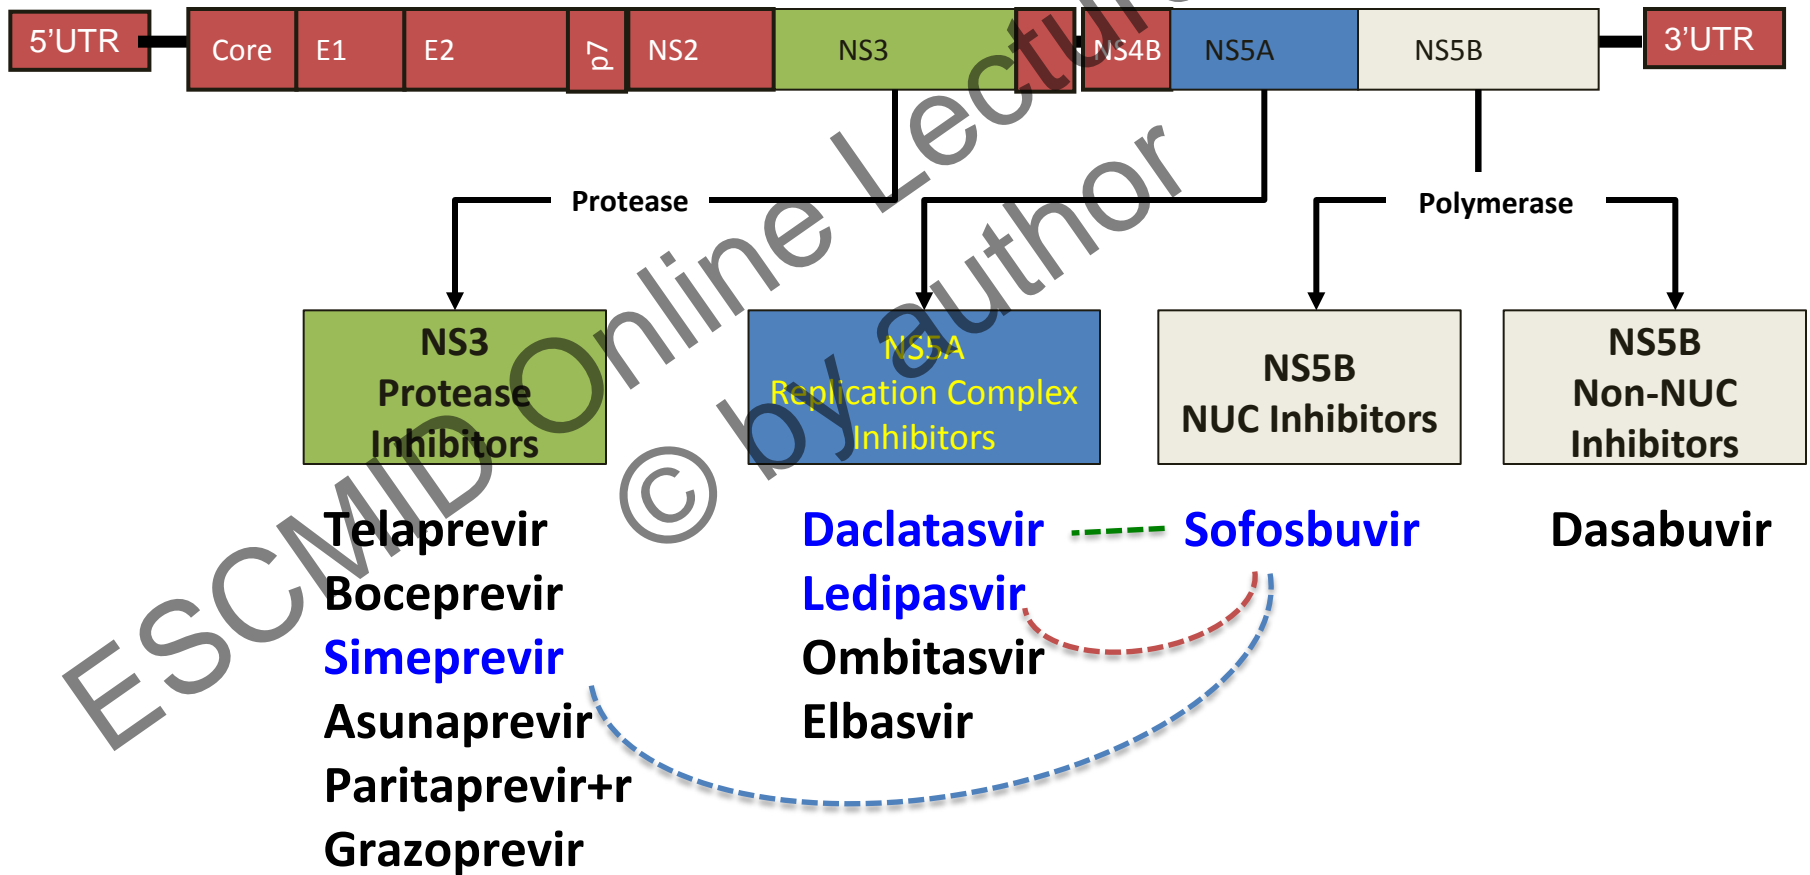 5’UTR
Core
E1
E2
p7
NS2
NS3
NS4B
NS5A
NS5B
3’UTR
Protease
Polymerase
NS3
Protease
Inhibitors
NS5A
Replication Complex
Inhibitors
NS5B
NUC Inhibitors
NS5B
Non-NUC
Inhibitors
Telaprevir
Boceprevir
Simeprevir
Asunaprevir
Paritaprevir+r
Grazoprevir
Daclatasvir
Ledipasvir
Ombitasvir
Elbasvir
Sofosbuvir
Dasabuvir
ESCMID Online Lecture
© by author